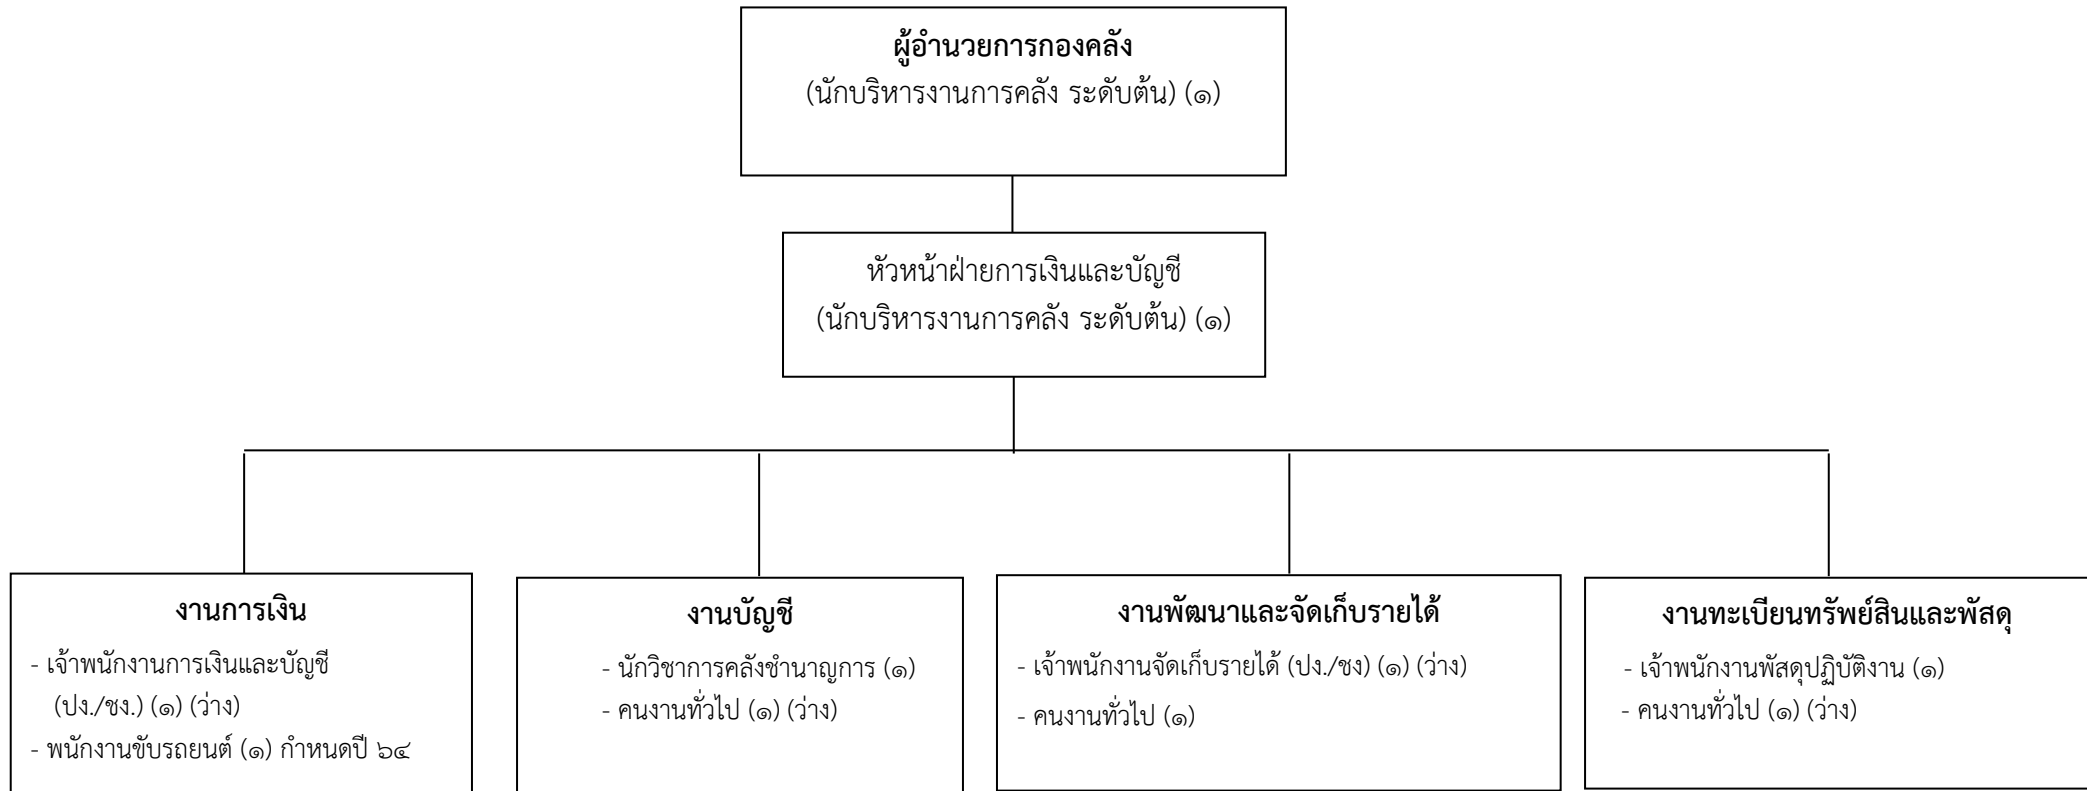 ผู้อำนวยการกองคลัง
(นักบริหารงานการคลัง ระดับต้น) (๑)
หัวหน้าฝ่ายการเงินและบัญชี
(นักบริหารงานการคลัง ระดับต้น) (๑)
งานการเงิน
- เจ้าพนักงานการเงินและบัญชี
(ปง./ชง.) (๑) (ว่าง)
- พนักงานขับรถยนต์ (๑) กำหนดปี ๖๔
งานบัญชี
- นักวิชาการคลังชำนาญการ (๑)
- คนงานทั่วไป (๑) (ว่าง)
งานพัฒนาและจัดเก็บรายได้
- เจ้าพนักงานจัดเก็บรายได้ (ปง./ชง) (๑) (ว่าง)
- คนงานทั่วไป (๑)
งานทะเบียนทรัพย์สินและพัสดุ
- เจ้าพนักงานพัสดุปฏิบัติงาน (๑)
- คนงานทั่วไป (๑) (ว่าง)